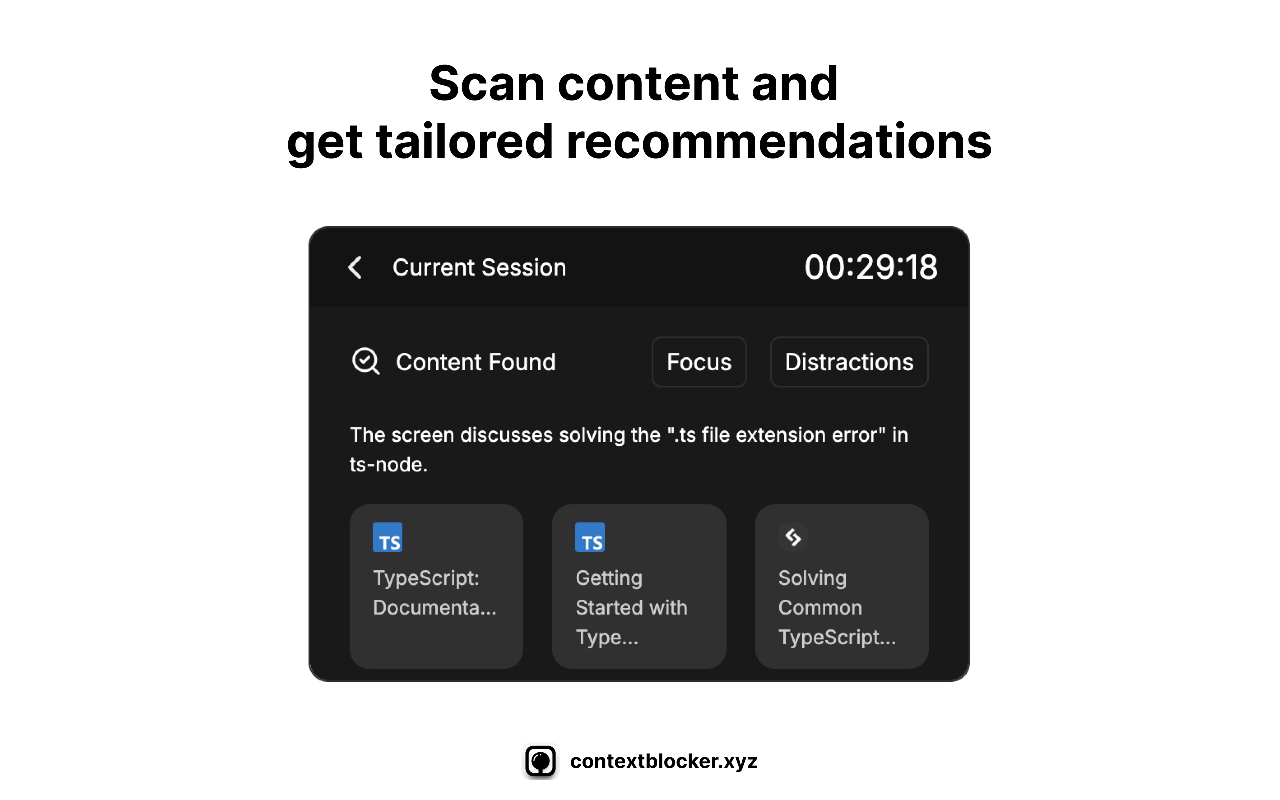 Scan content and
get tailored recommendations
Current Session
00:29:18
Content Found
Focus
Distractions
The screen discusses solving the ".ts file extension error" in
ts-node.
TS
TypeScript:
Documenta...
TS
Getting
Started with
Type...
Solving
Common
TypeScript...
contextblocker.xyz